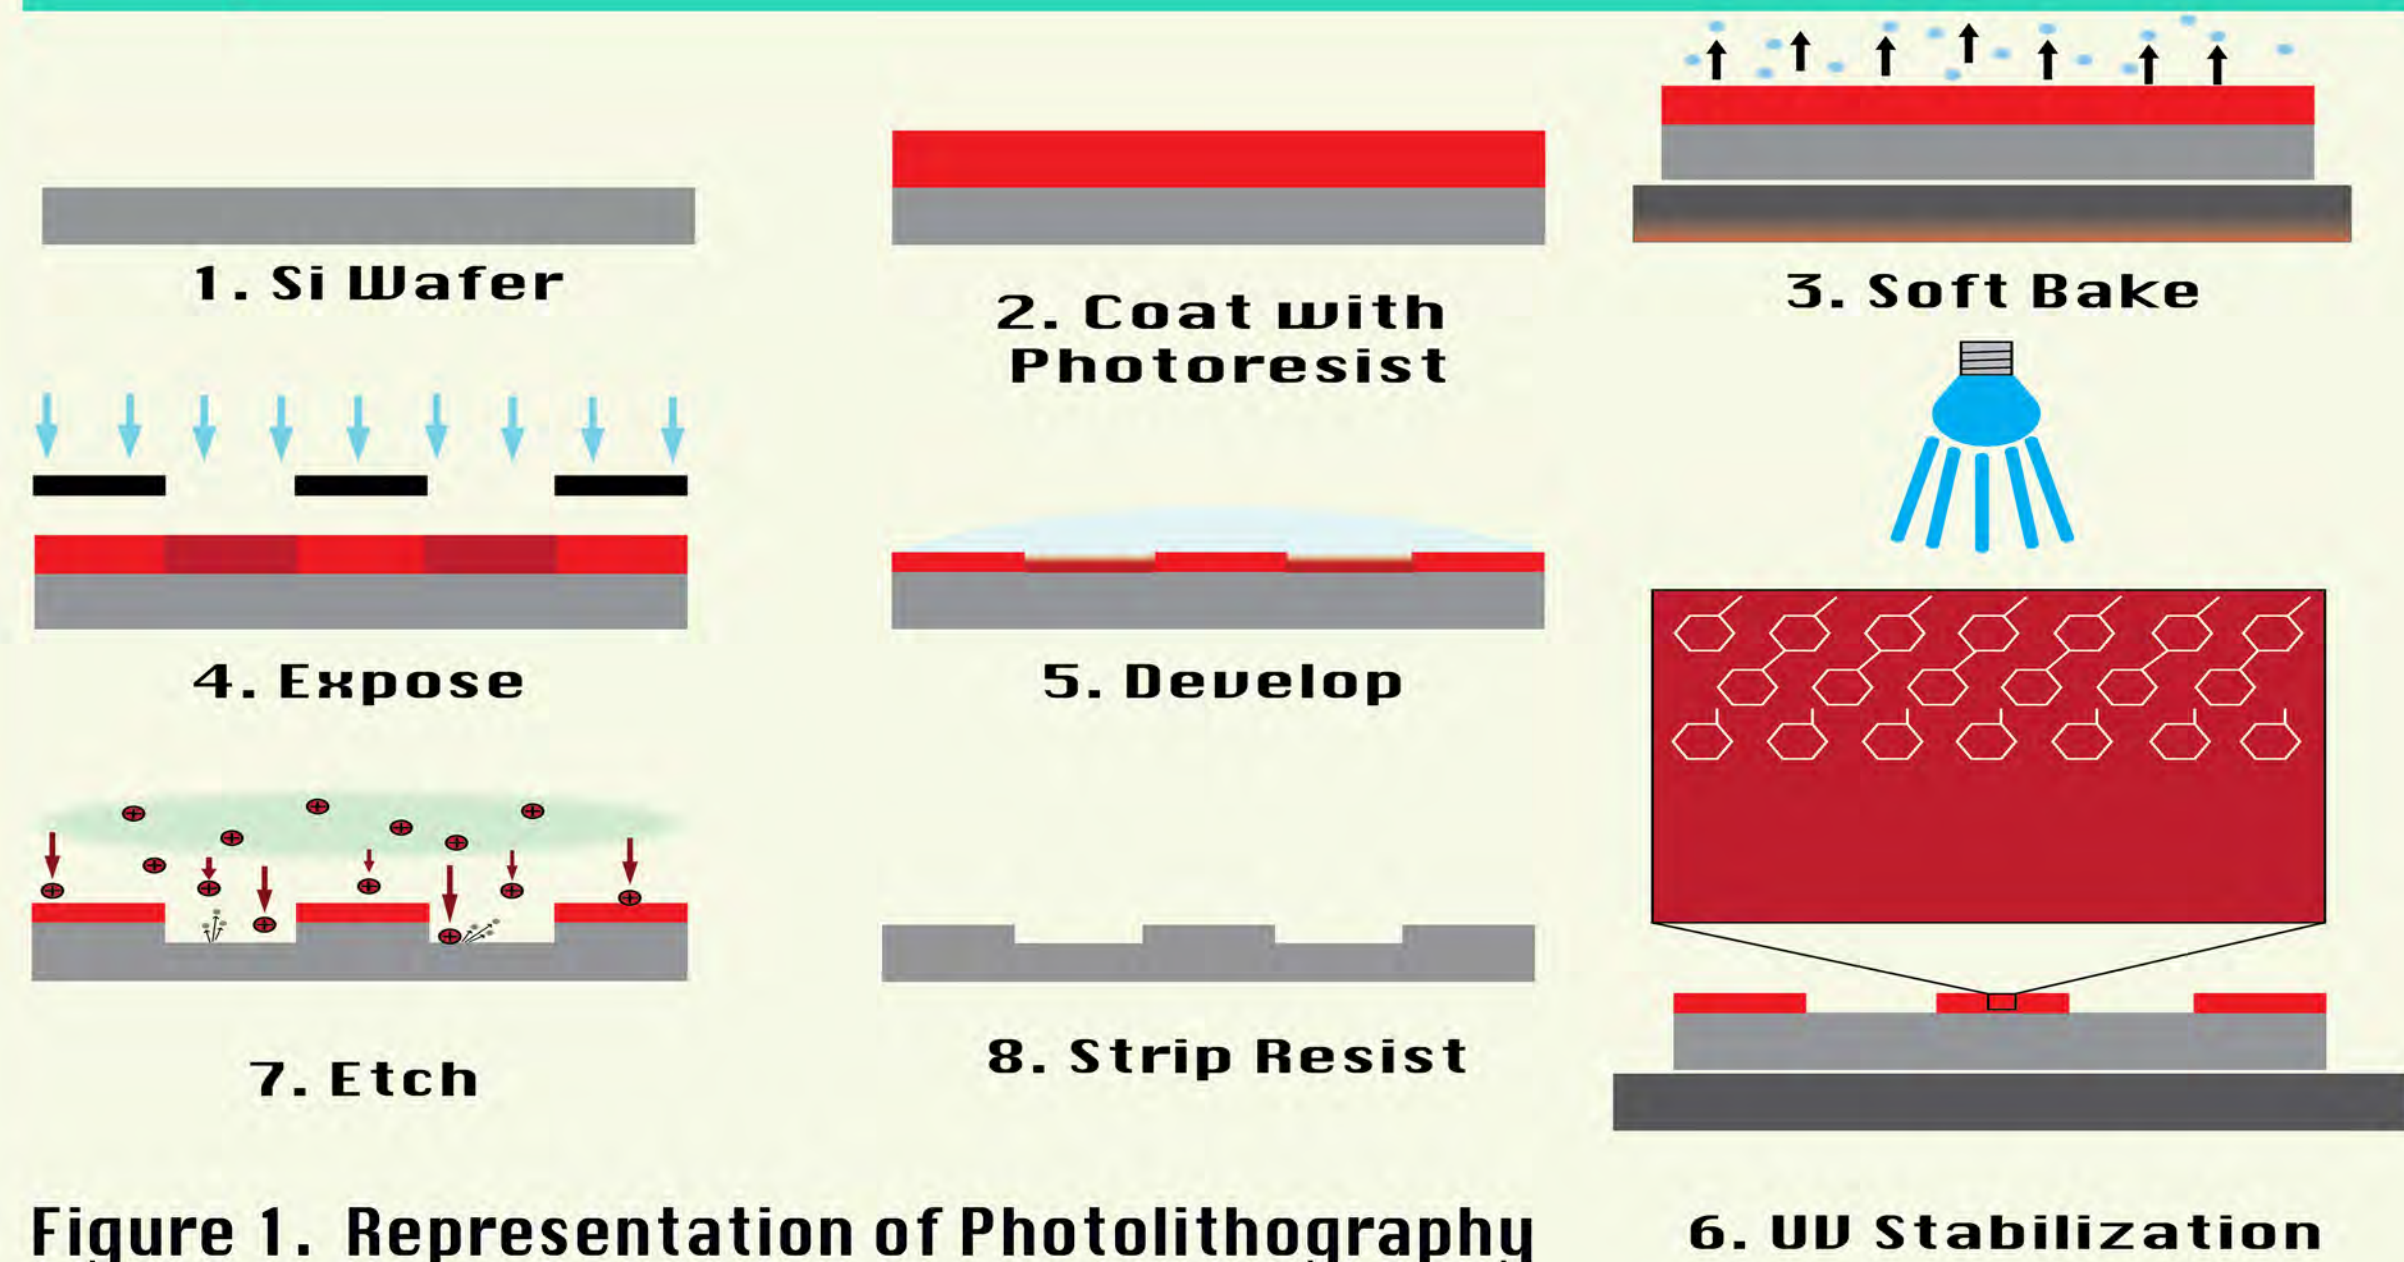 1. Si Wafer
2. Coat with
Photoresist
3. Soft Bake
4. Expose
5. Develop
6. UV Stabilization
7. Etch
8. Strip Resist
Figure 1. Representation of Photolithography